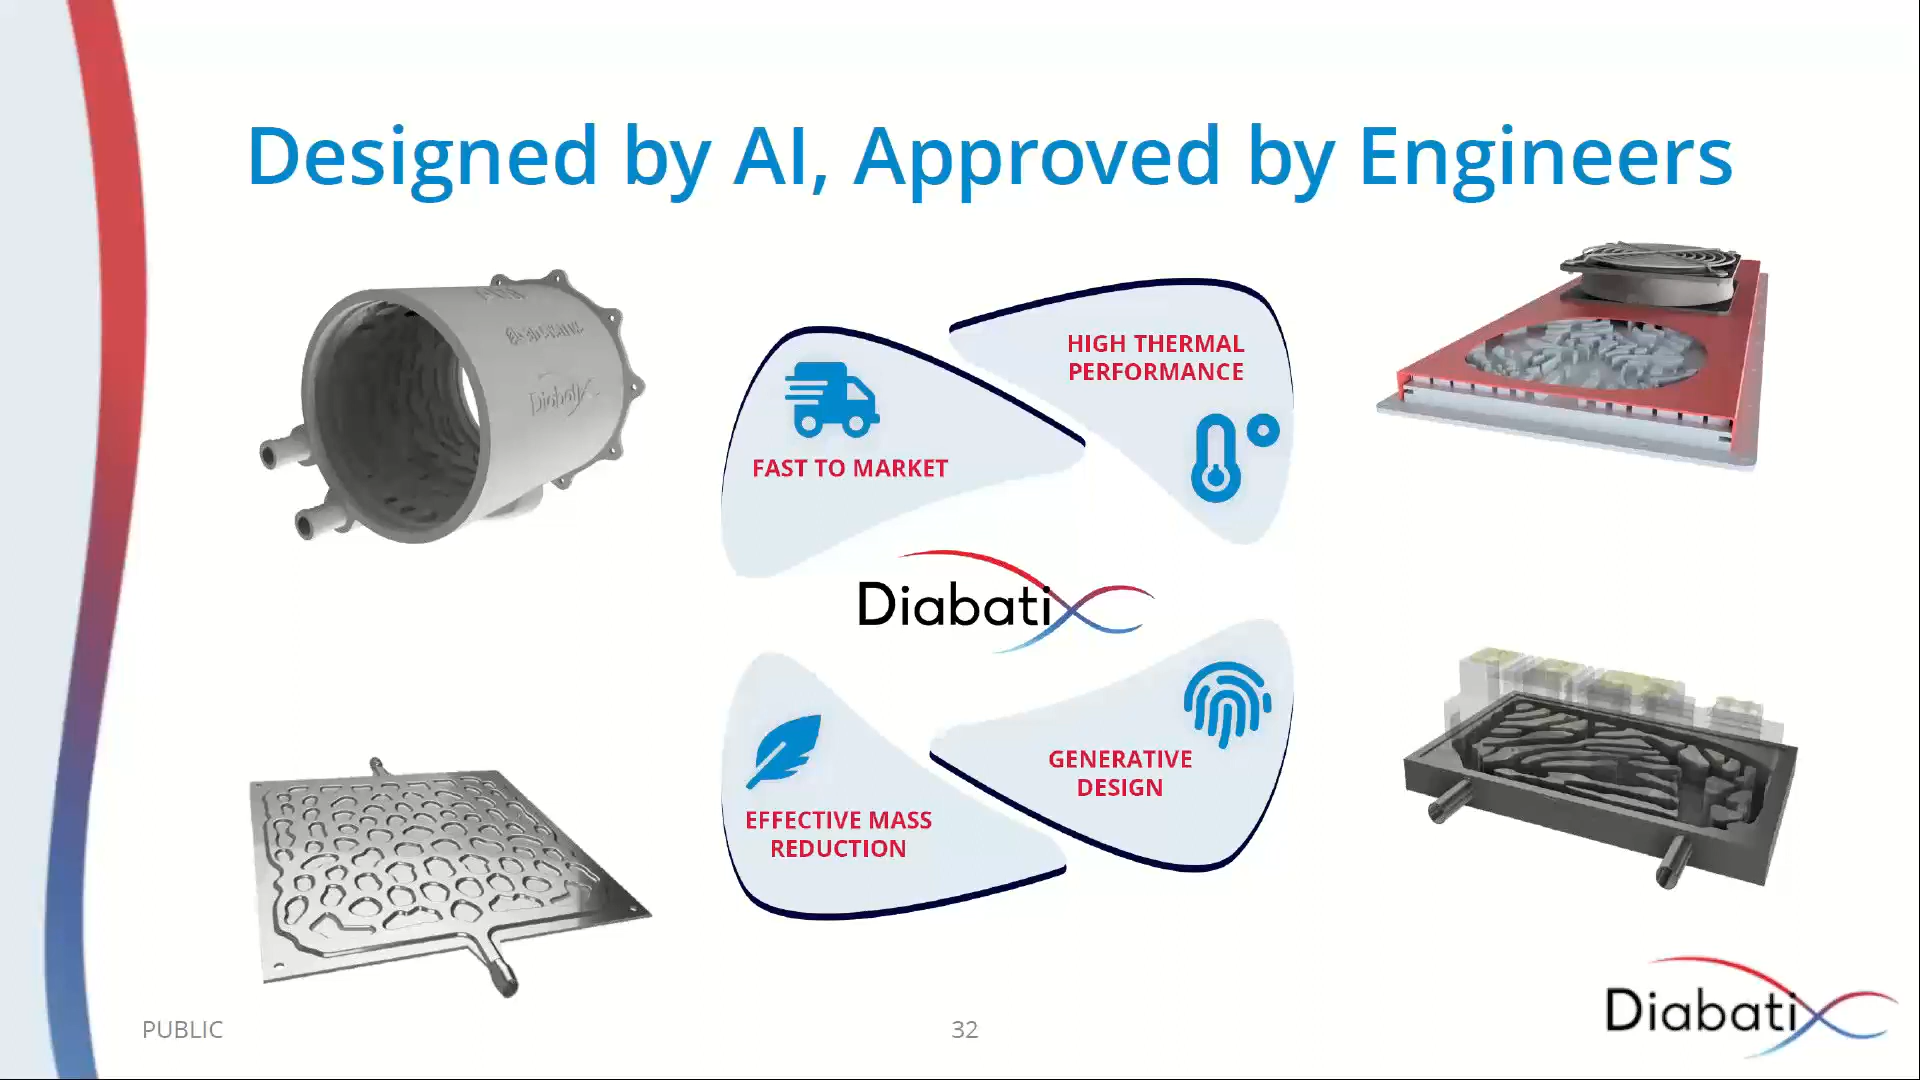 Designed by AI, Approved by Engineers
HIGH THERMAL
PERFORMANCE
FAST TO MARKET
Diabatix
Diabatix
GENERATIVE
DESIGN
EFFECTIVE MASS
REDUCTION
PUBLIC
32
Diabatix